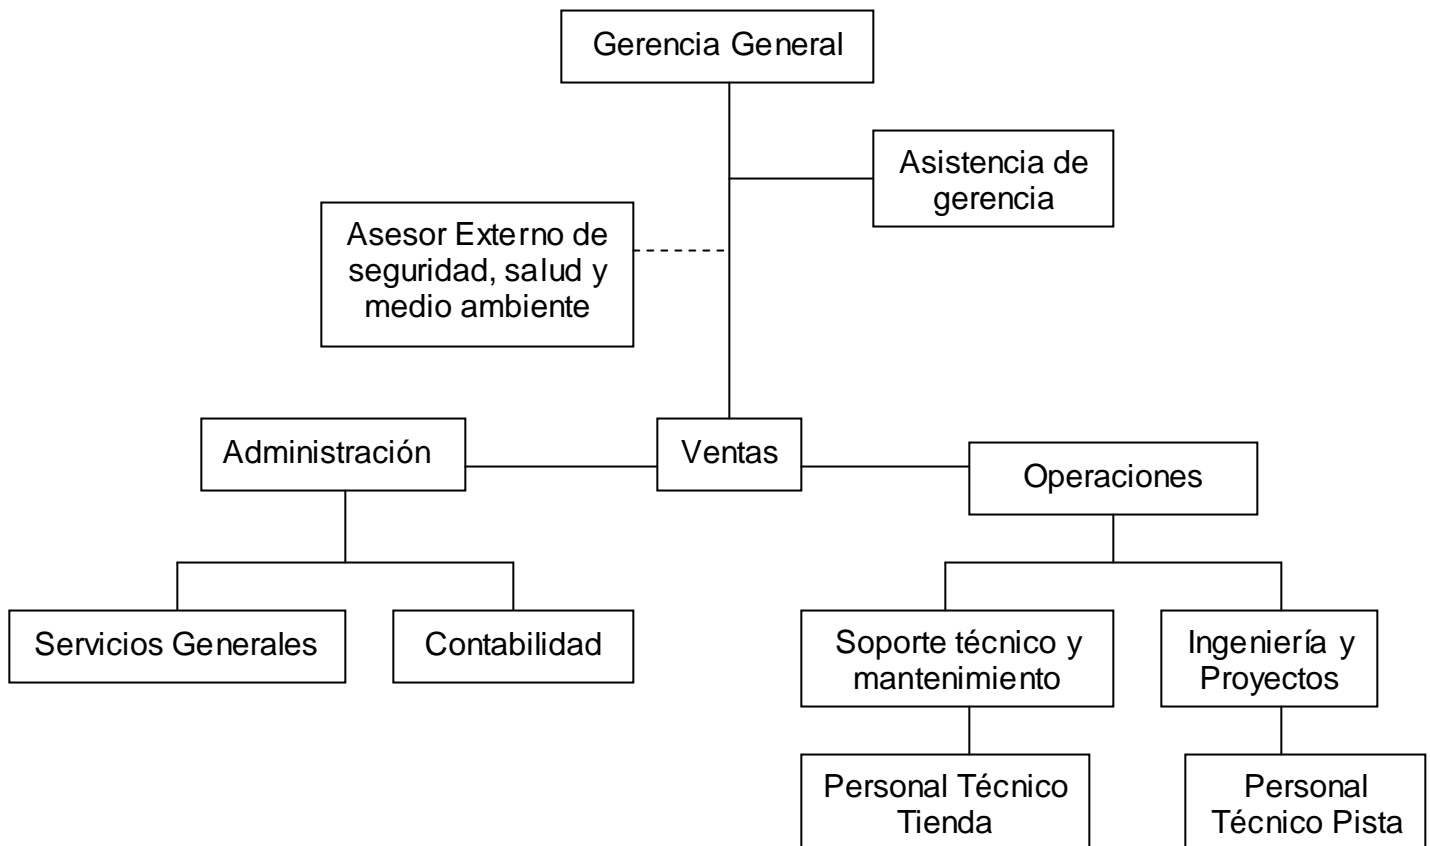 Gerencia General
Asistencia de
gerencia
Asesor Externo de
seguridad, salud y
medio ambiente
Administración
Ventas
Operaciones
Servicios Generales
Contabilidad
Soporte técnico y
mantenimiento
Ingeniería y
Proyectos
Personal Técnico
Tienda
Personal
Técnico Pista